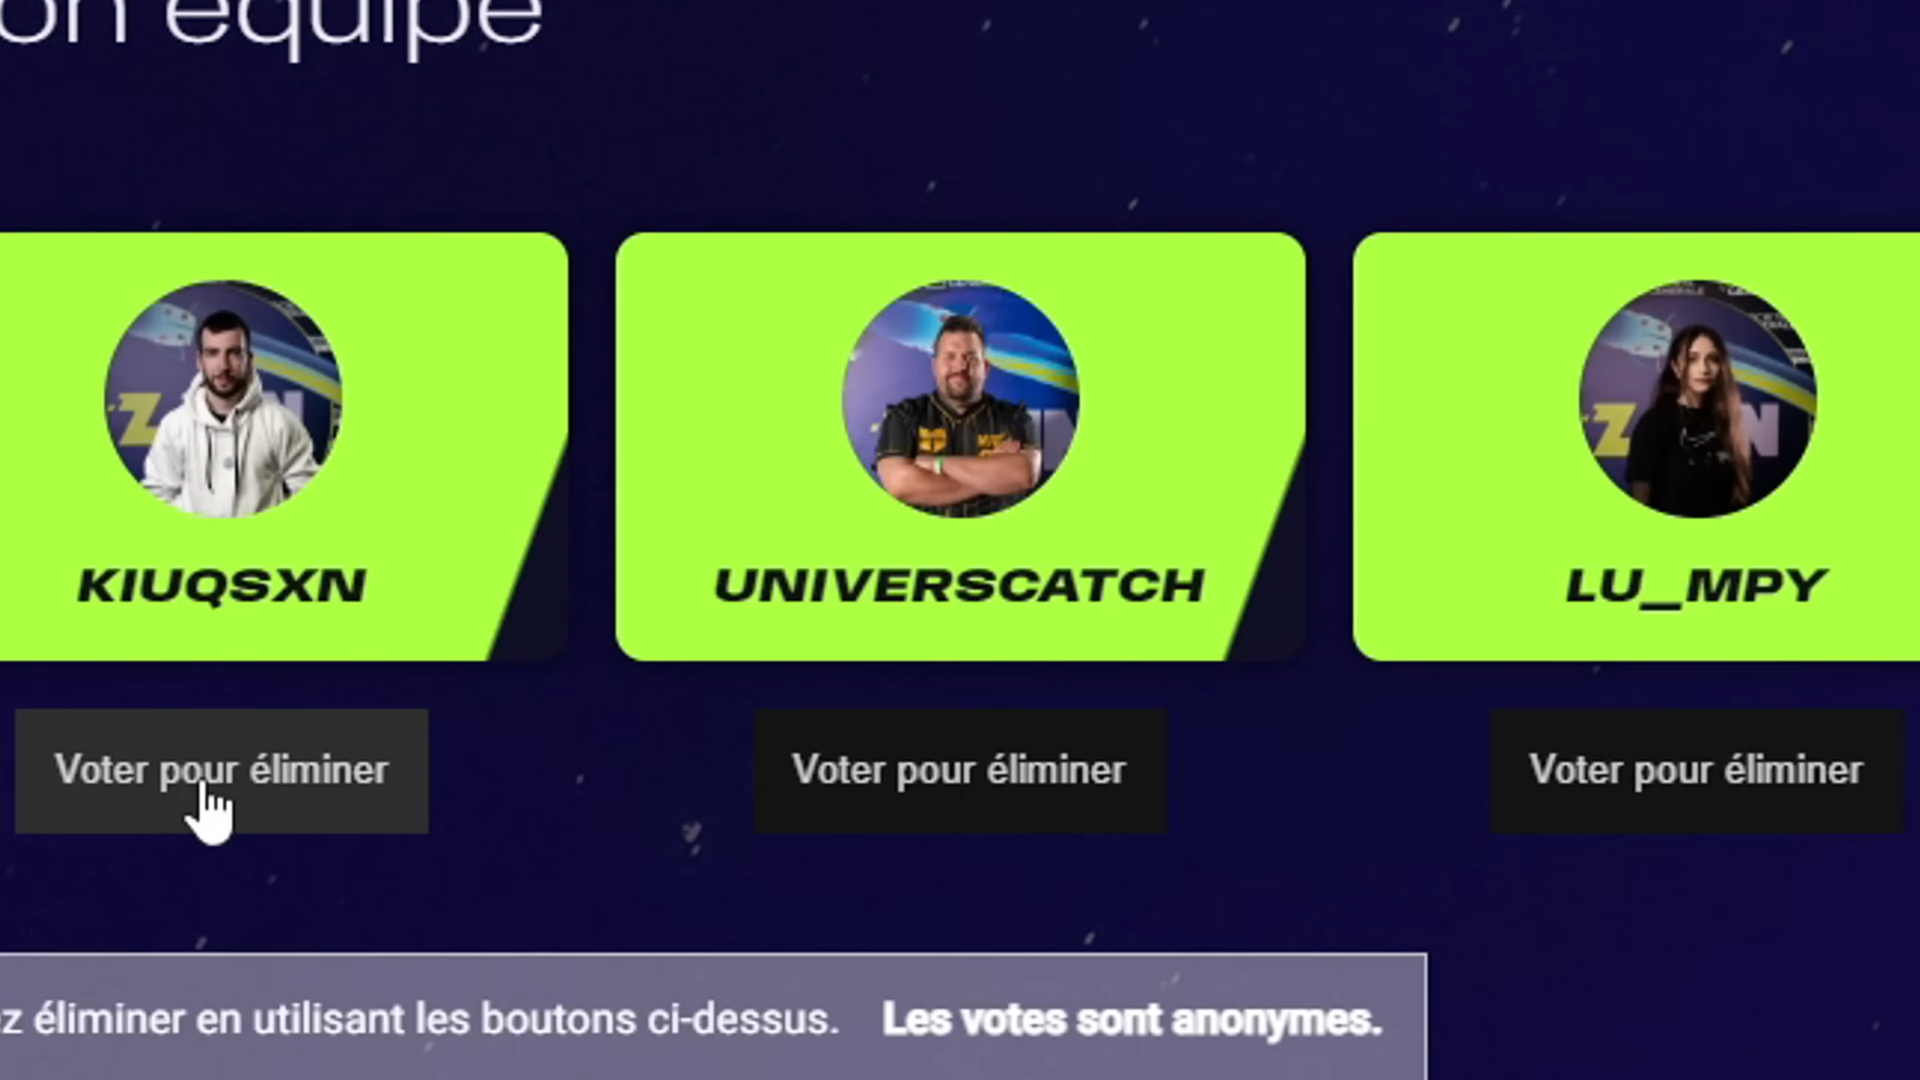 on équipe
KIUQSXN
UNIVERSCATCH
LU_MPY
Voter pour éliminer
Voter pour éliminer
Voter pour éliminer
z éliminer en utilisant les boutons ci-dessus. Les votes sont anonymes.